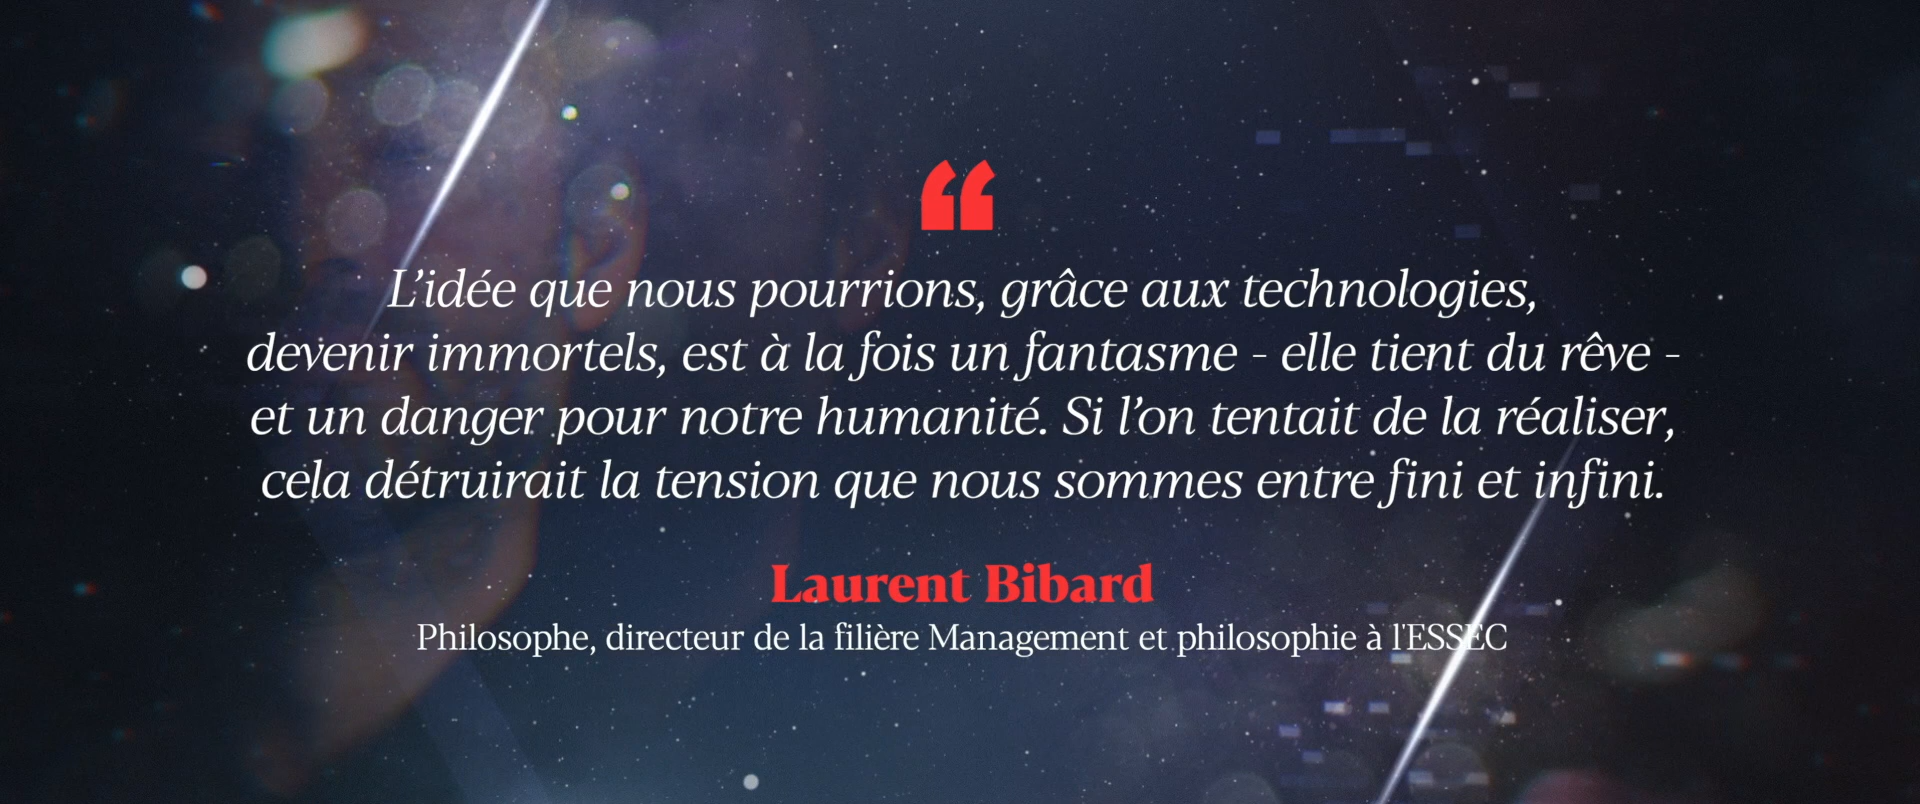 “
L’idée que nous pourrions, grâce aux technologies,
devenir immortels, est à la fois un fantasme - elle tient du rêve -
et un danger pour notre humanité. Si l’on tentait de la réaliser,
cela détruirait la tension que nous sommes entre fini et infini.
Laurent Bibard
Philosophe, directeur de la filière Management et philosophie à l'ESSEC